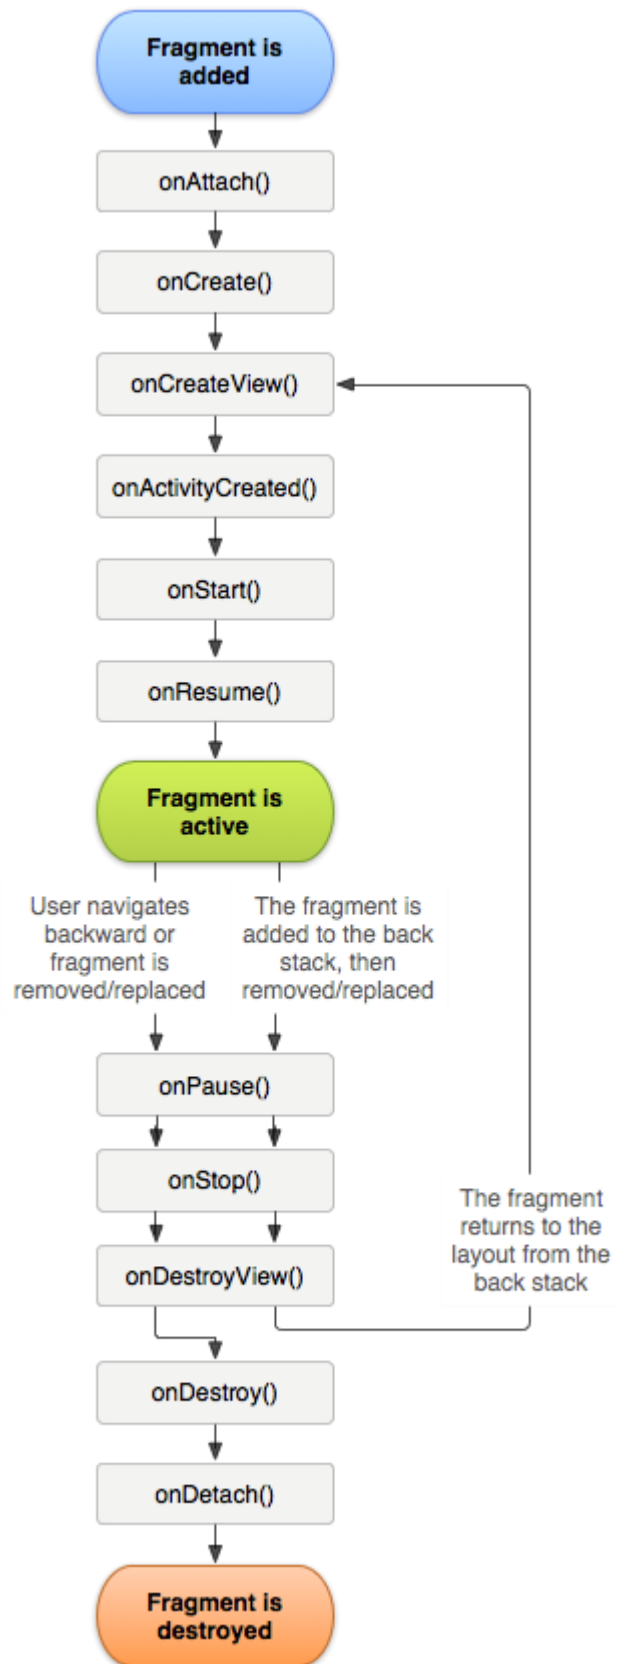 Fragment is
added
onAttach()
onCreate()
onCreateView()
onActivityCreated()
onStart()
onResume()
Fragment is
active
User navigates
backward or
fragment is
removed/replaced
The fragment is
added to the back
stack, then
removed/replaced
onPause()
onStop()
onDestroyView()
The fragment
returns to the
layout from the
back stack
onDestroy()
onDetach()
Fragment is
destroyed